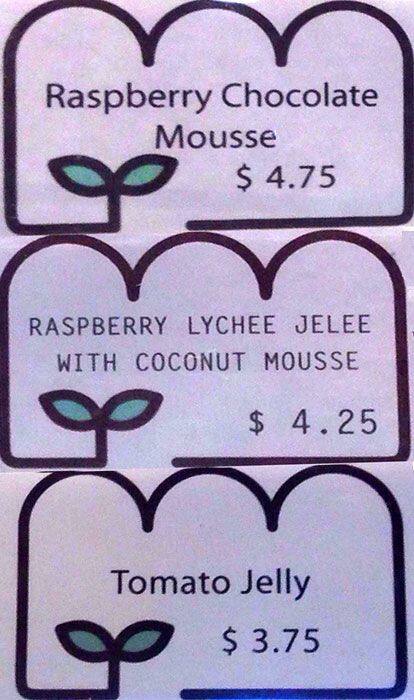 Raspberry Chocolate
Mousse
$ 4.75
RASPBERRY LYCHEE JELEE
WITH COCONUT MOUSSE
$ 4.25
Tomato Jelly
$ 3.75